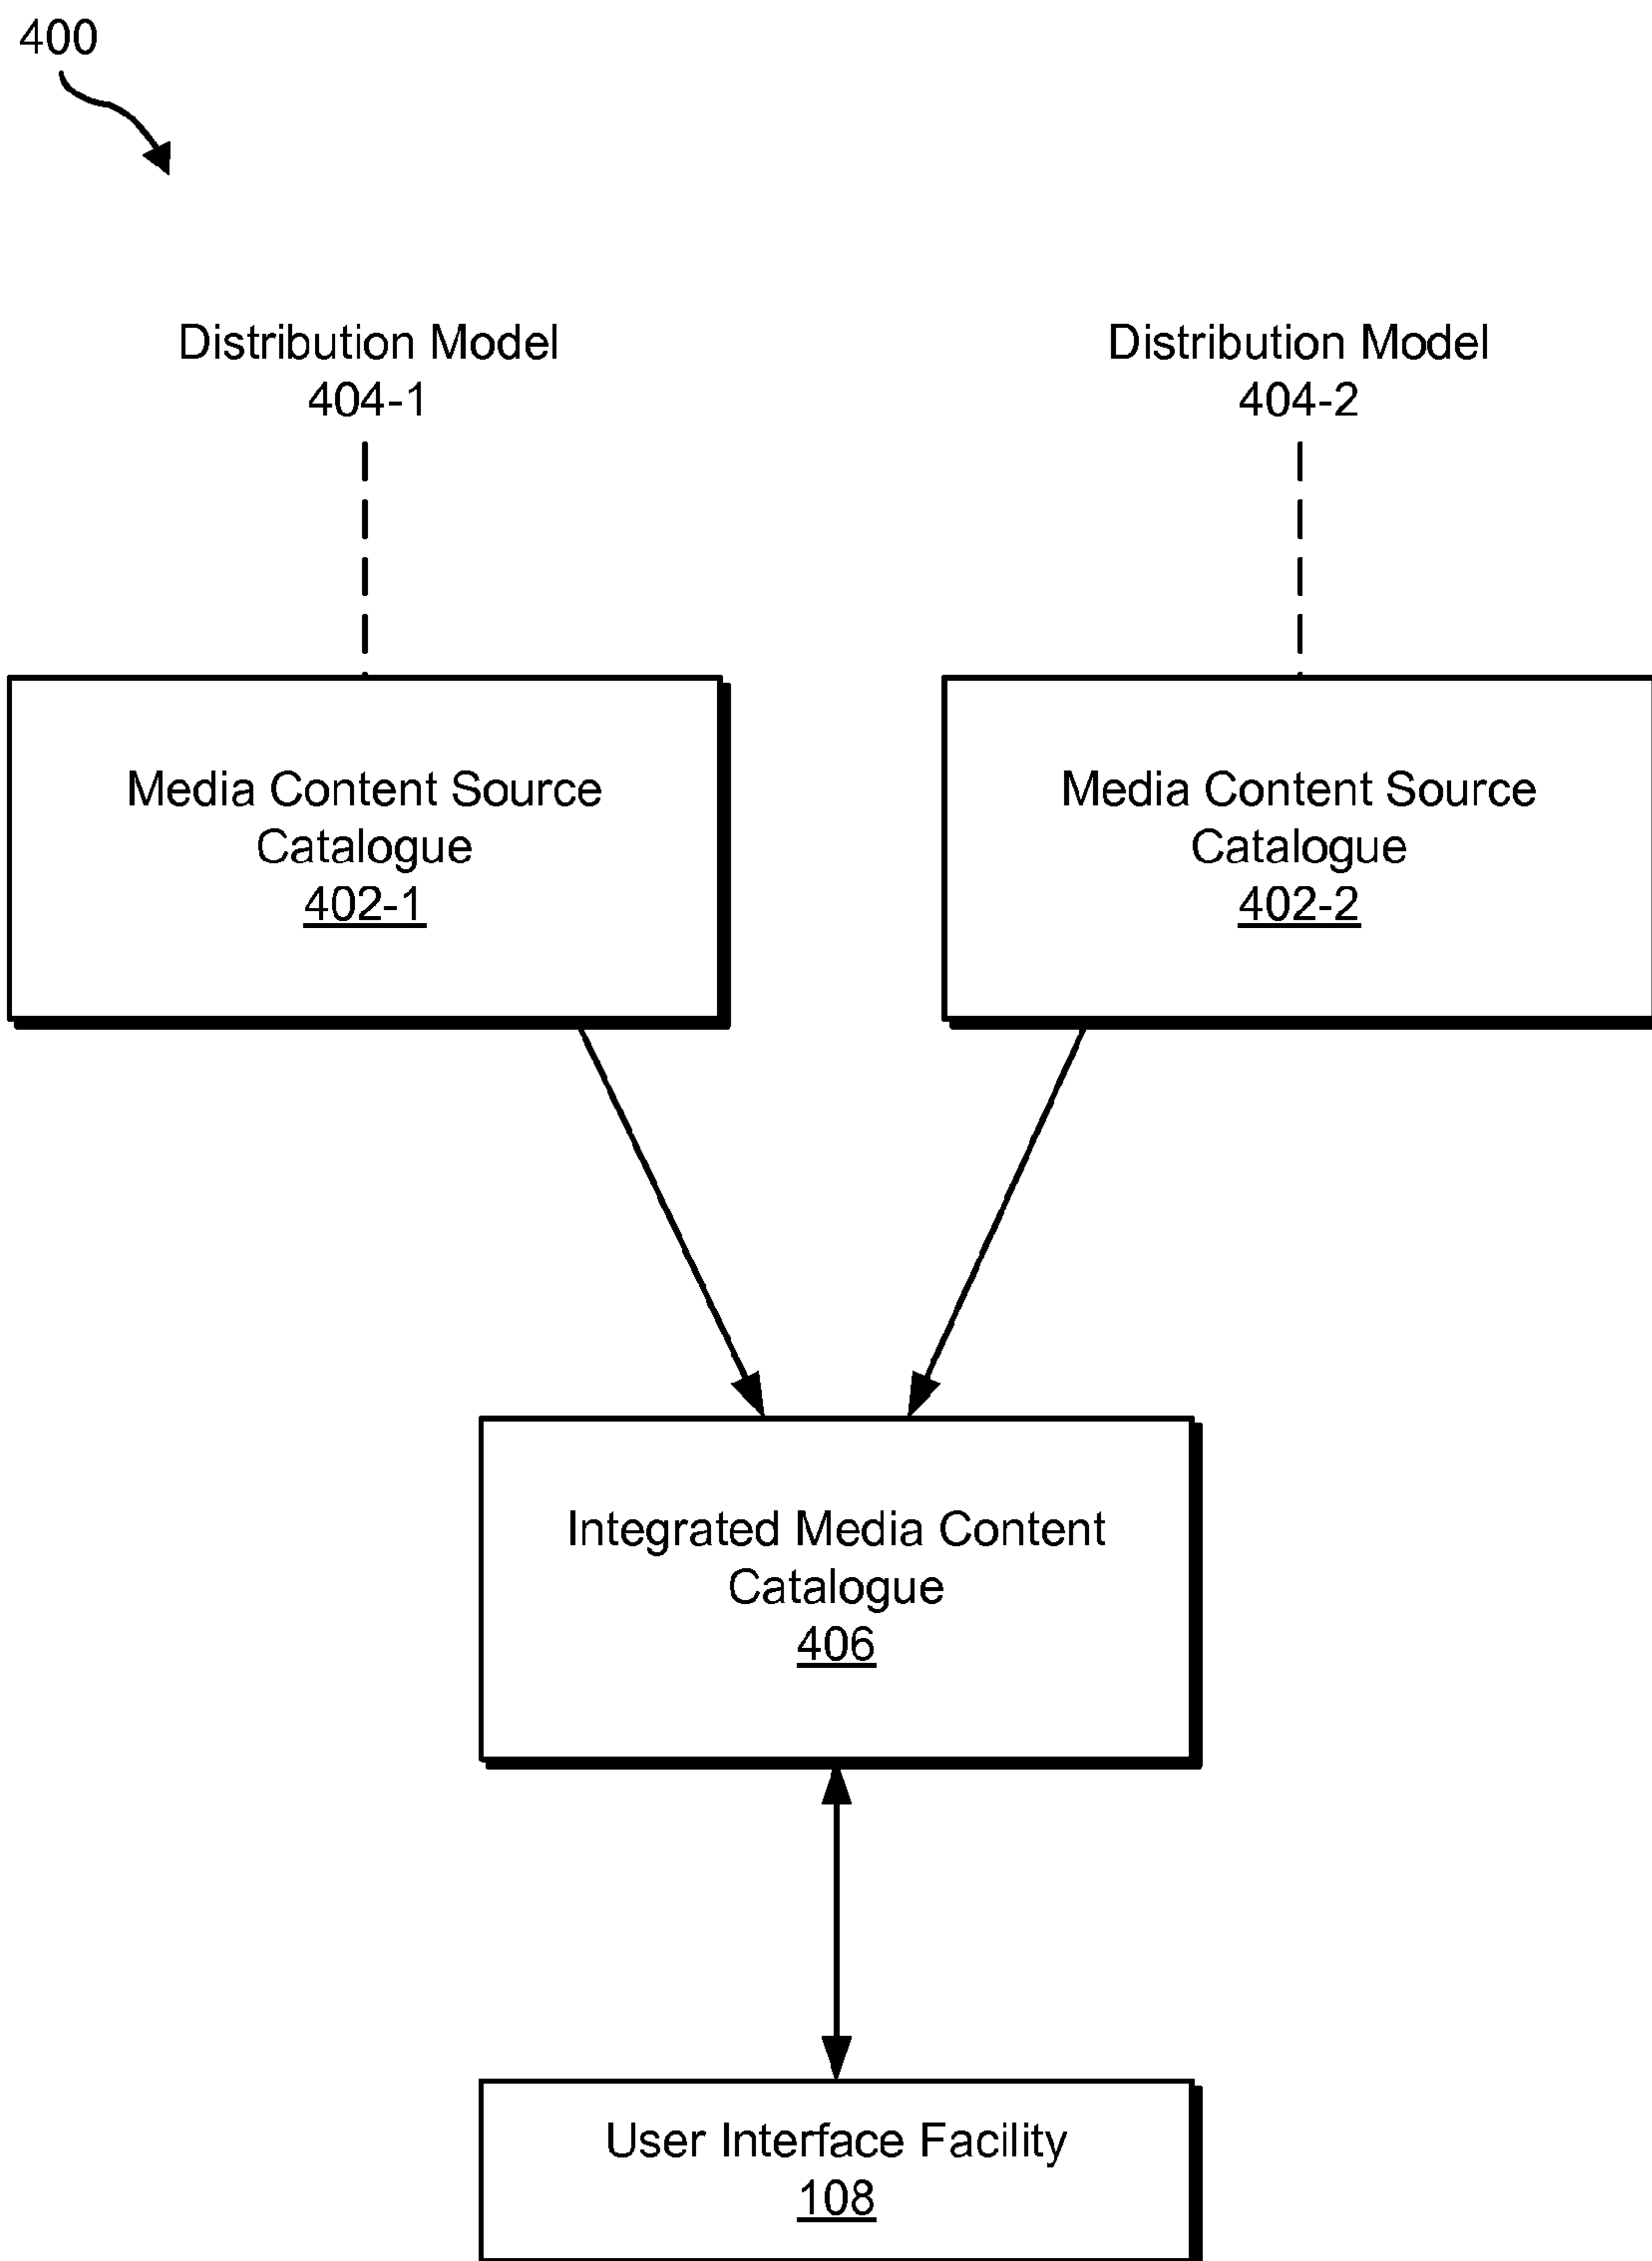 400
Distribution Model
404-1
Distribution Model
404-2
Media Content Source
Catalogue
402-1
Media Content Source
Catalogue
402-2
Integrated Media Content
Catalogue
406
User Interface Facility
108